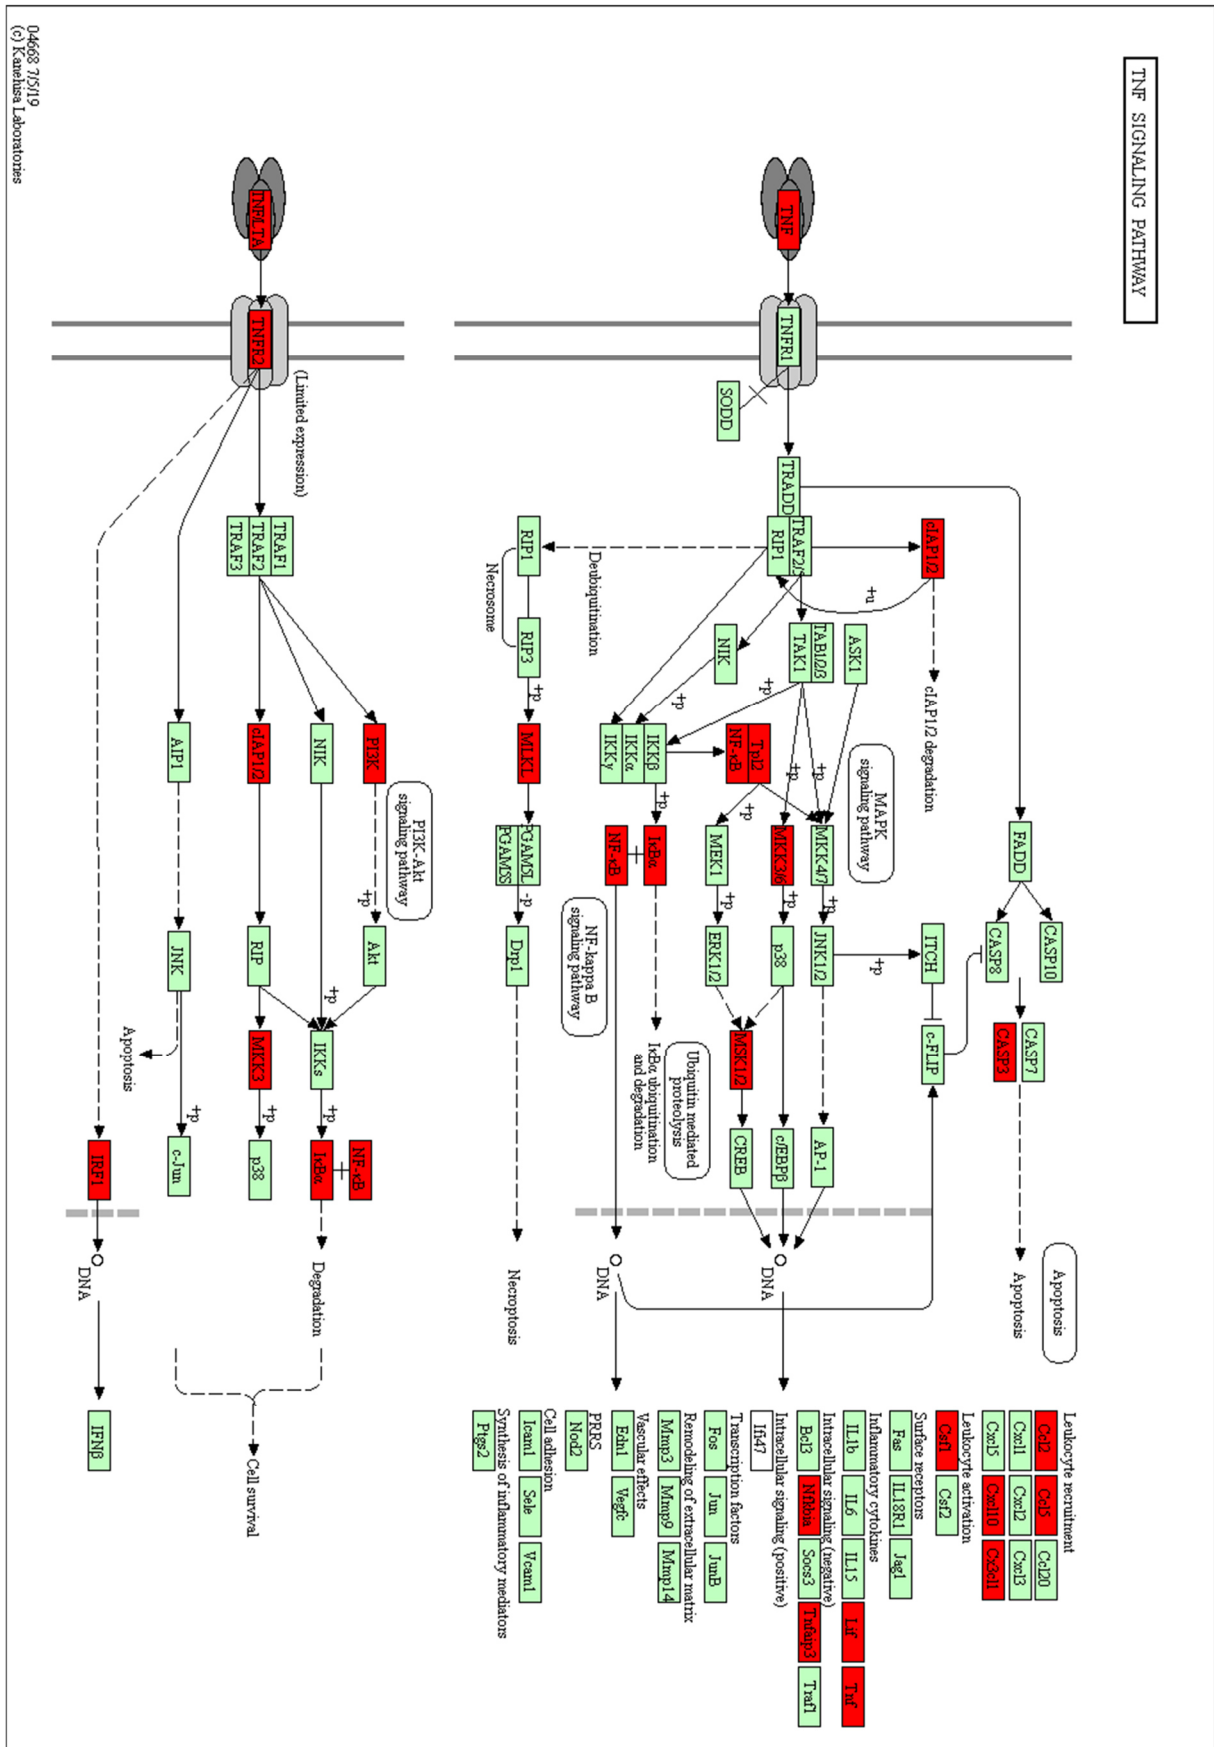 TNF SIGNALING PATHWAY
TNF
TNFR1
SODD
TRADD
TRAF2/5
RIP1
cIAP1/2
+u
cIAP1/2 degradation
ASK1
TAB1/2/3
TAK1
NIK
+p
+p
RIP1
Deubiquitination
Necrosome
RIP3
+p
MLKL
PGAM5L
PGAM5S
-p
Drp1
Necroptosis
IKKβ
IKKα
IKKγ
Tpl2
NF-κB
+p
+p
+p
+p
MAPK
signaling pathway
MKK4/7
MKK3/6
MEK1
IκBα
NF-κB
+p
+p
+p
JNK1/2
p38
ERK1/2
+p
ITCH
c-FLIP
FADD
CASP10
CASP8
CASP7
CASP3
Apoptosis
Apoptosis
MSK1/2
AP-1
c/EBPβ
CREB
DNA
NF-kappa B
signaling pathway
Ubiquitin mediated
proteolysis
IκBα ubiquitination
and degradation
DNA
Leukocyte recruitment
Ccl2
Ccl5
Ccl20
Cxcl1
Cxcl2
Cxcl3
Cxcl5
Cxcl10
Cx3cl1
Leukocyte activation
Csf1
Csf2
Surface receptors
Fas
IL18R1
Jag1
Inflammatory cytokines
IL1b
IL6
IL15
Lif
Tnf
Intracellular signaling (negative)
Bcl3
Nfkbia
Socs3
Tnfaip3
Traf1
Intracellular signaling (positive)
Ifi47
Transcription factors
Fos
Jun
JunB
Remodeling of extracellular matrix
Mmp3
Mmp9
Mmp14
Vascular effects
Edn1
Vegfc
PRRS
Nod2
Cell adhesion
Icam1
Sele
Vcam1
Synthesis of inflammatory mediators
Ptgs2
TNFR2
(Limited expression)
TRAF1
TRAF2
TRAF3
PI3K
NIK
cIAP1/2
AIP1
PI3K-Akt
signaling pathway
+p
Akt
RIP
JNK
+p
IKKs
MKK3
Apoptosis
+p
+p
+p
NF-κB
IκBα
p38
c-Jun
IRF1
Degradation
DNA
Cell survival
IFNβ
04668 7/5/19
(c) Kanehisa Laboratories